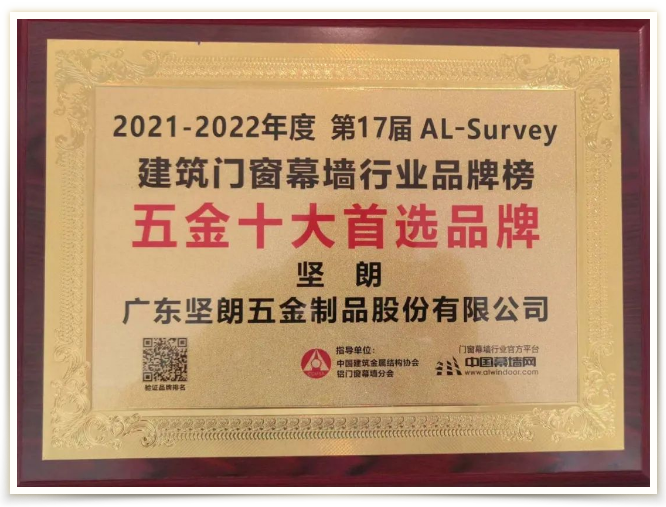 2021-2022年度 第17届 AL-Survey
建筑门窗幕墙行业品牌榜
五金十大首选品牌
坚 朗
广东坚朗五金制品股份有限公司
验证品牌排名
指导单位:
中国建筑金属结构协会
铝门窗幕墙分会
门窗幕墙行业官方平台
中国幕墙网
www.alwindoor.com